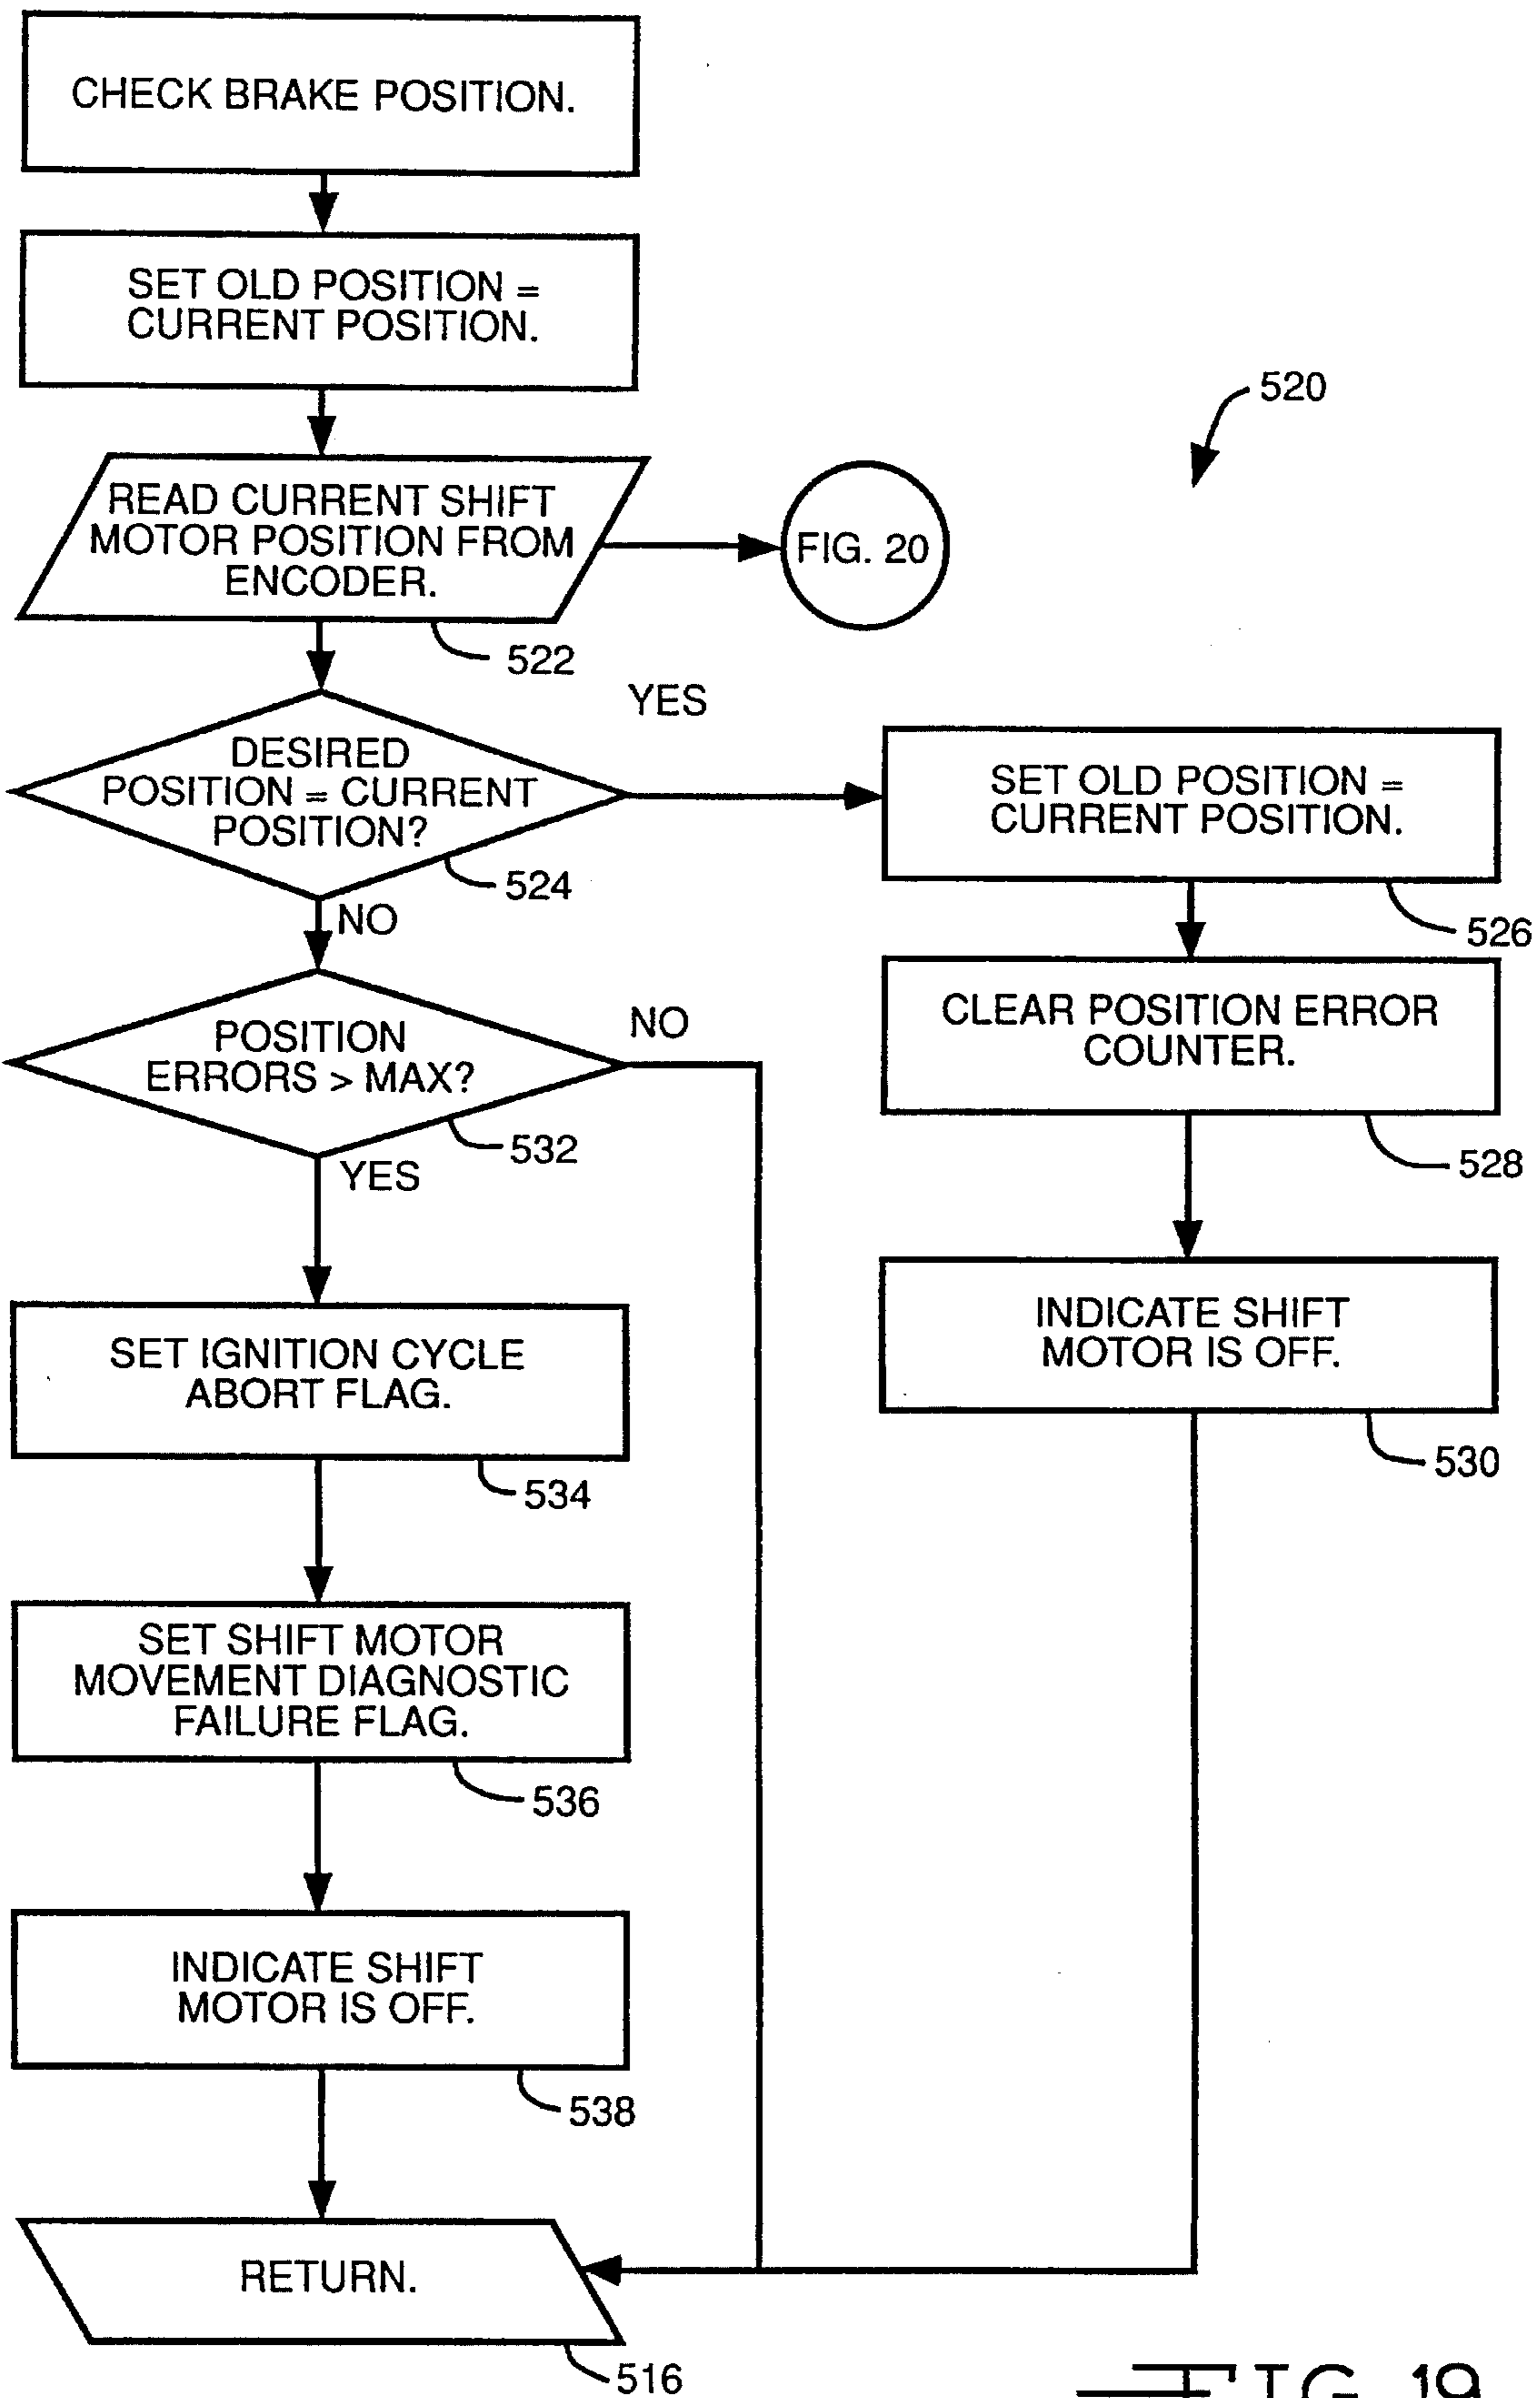 CHECK BRAKE POSITION.
SET OLD POSITION =
CURRENT POSITION.
520
READ CURRENT SHIFT
MOTOR POSITION FROM
ENCODER.
FIG. 20
522
YES
DESIRED
POSITION = CURRENT
POSITION?
524
NO
SET OLD POSITION =
CURRENT POSITION.
526
CLEAR POSITION ERROR
COUNTER.
528
POSITION
ERRORS > MAX?
NO
532
YES
INDICATE SHIFT
MOTOR IS OFF.
530
SET IGNITION CYCLE
ABORT FLAG.
534
SET SHIFT MOTOR
MOVEMENT DIAGNOSTIC
FAILURE FLAG.
536
INDICATE SHIFT
MOTOR IS OFF.
538
RETURN.
516
FIG. 19